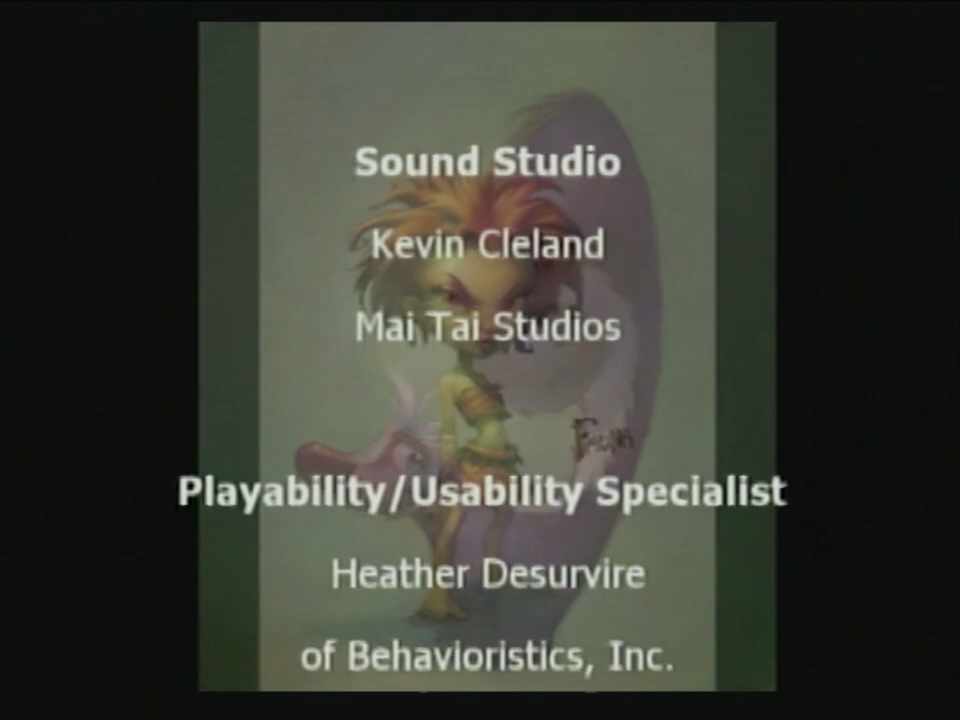 Sound Studio
Kevin Cleland
Mai Tai Studios
Playability/Usability Specialist
Heather Desurvire
of Behavioristics, Inc.